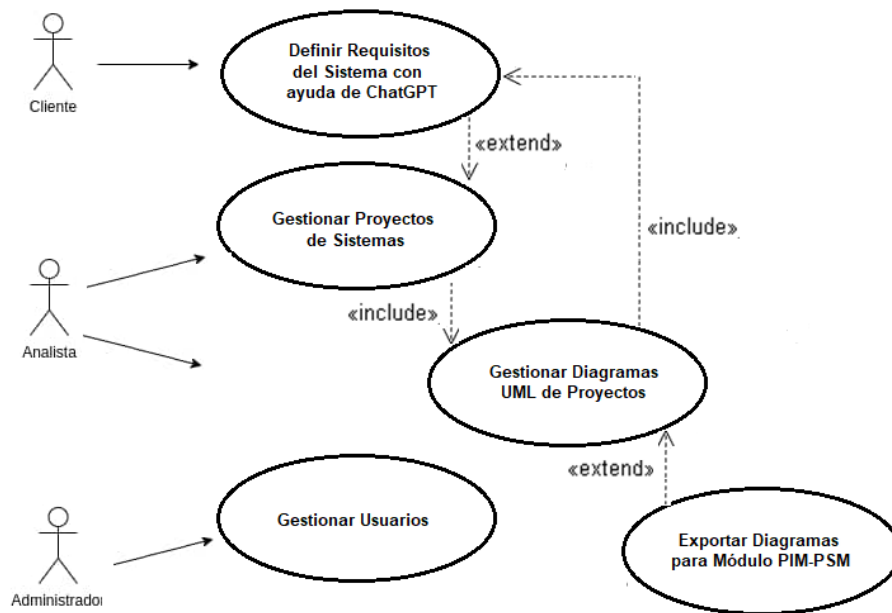 Definir Requisitos
del Sistema con
ayuda de ChatGPT
Cliente
«extend»
Gestionar Proyectos
de Sistemas
«include»
«include»
Analista
Gestionar Diagramas
UML de Proyectos
«extend»
Gestionar Usuarios
Exportar Diagramas
para Módulo PIM-PSM
Administrador